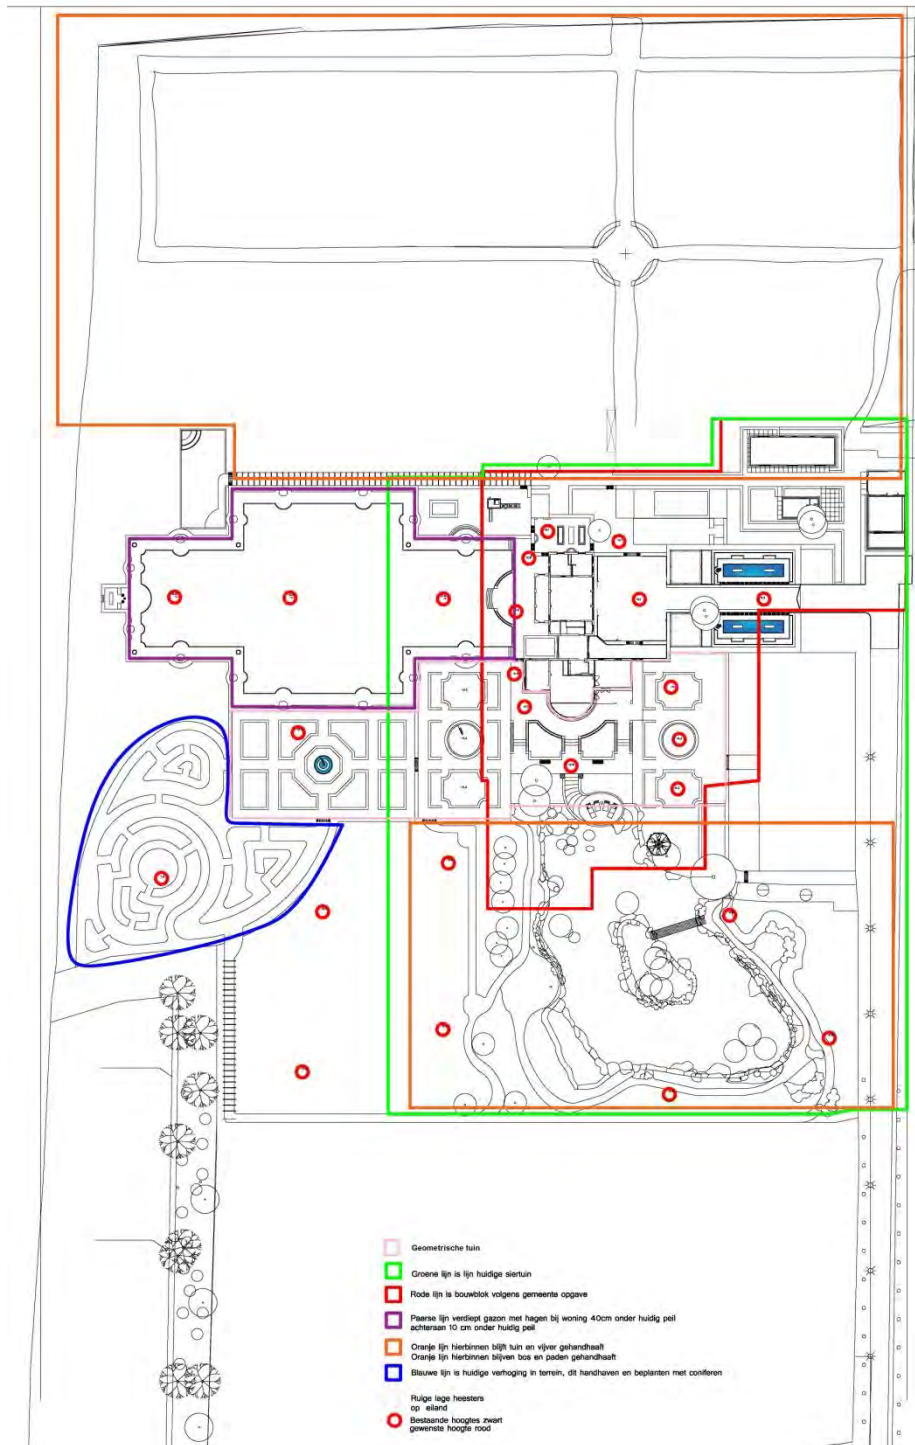 Geometrische tuin
Groene lijn is lijn huidige siertuin
Rode lijn is bouwblok volgens gemeente opgave
Paarse lijn verdiept gazon met hagen bij woning 40cm onder huidig peil
achteraan 10 cm onder huidig peil
Oranje lijn hierbinnen blijft tuin en vijver gehandhaaft
Oranje lijn hierbinnen blijven bos en paden gehandhaaft
Blauwe lijn is huidige verhoging in terrein, dit handhaven en beplanten met coniferen
Ruige lage heesters
op eiland
Bestaande hoogtes zwart
gewenste hoogte rood